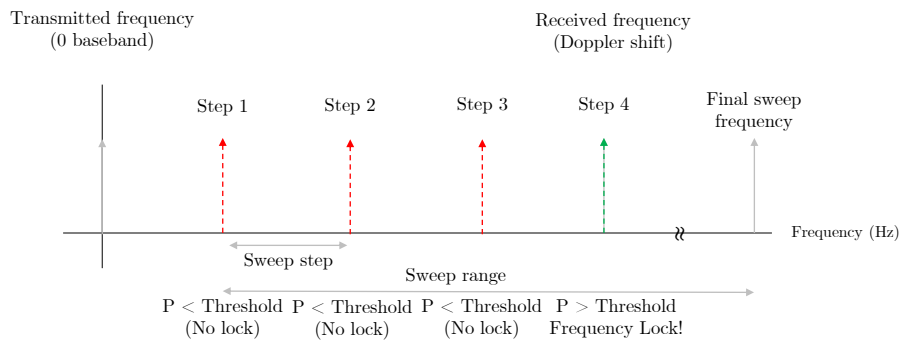 Transmitted frequency
(0 baseband)
Received frequency
(Doppler shift)
Step 1
Step 2
Step 3
Step 4
Final sweep
frequency
Frequency (Hz)
Sweep step
Sweep range
P < Threshold
(No lock)
P < Threshold
(No lock)
P < Threshold
(No lock)
P > Threshold
Frequency Lock!